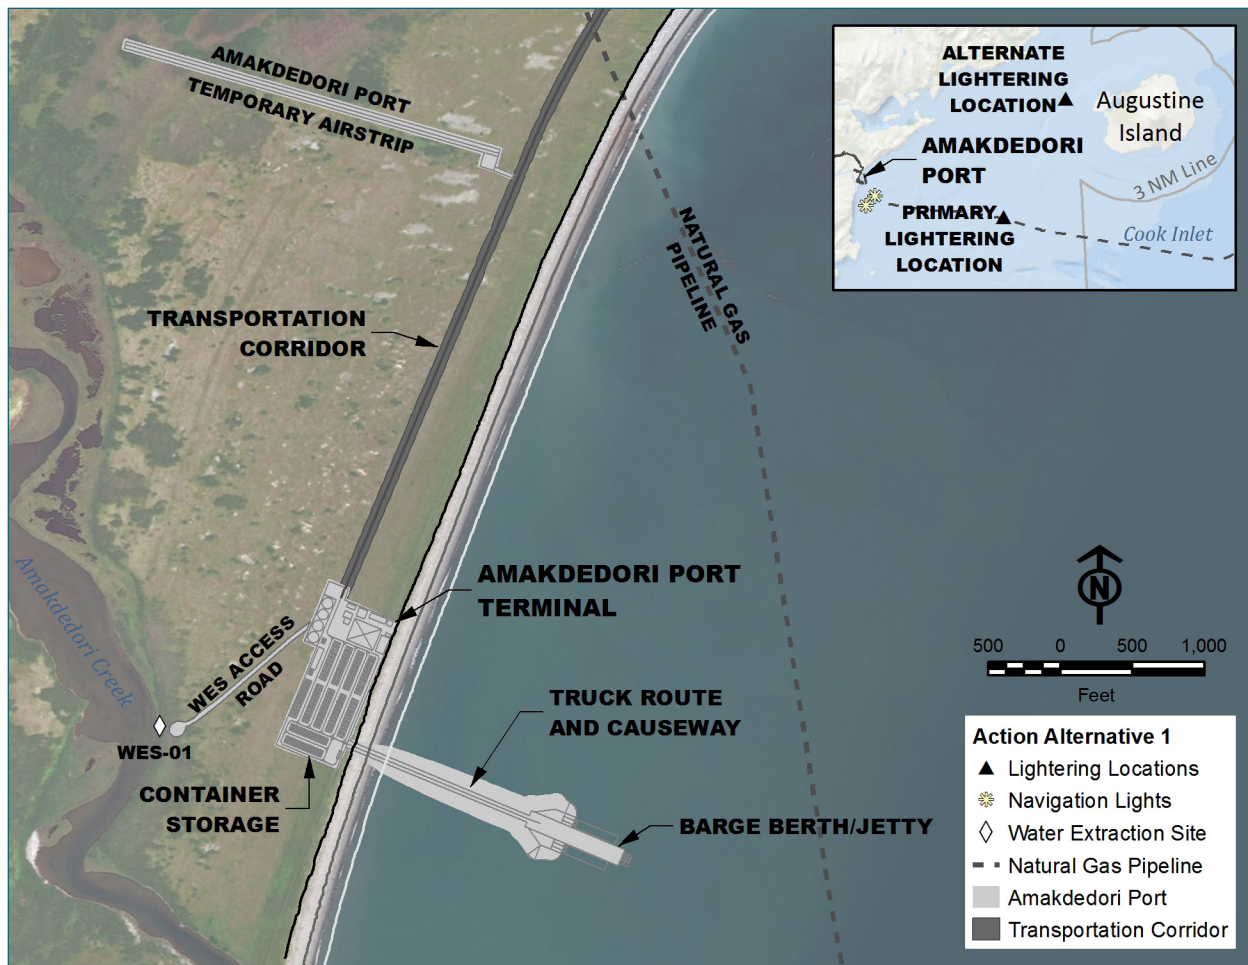 AMAKDEDORI PORT
TEMPORARY AIRSTRIP
ALTERNATE
LIGHTERING
LOCATION
Augustine
Island
AMAKDEDORI
PORT
3 NM Line
PRIMARY
LIGHTERING
LOCATION
Cook Inlet
NATURAL GAS
PIPELINE
TRANSPORTATION
CORRIDOR
AMAKDEDORI PORT
TERMINAL
Amakdedori Creek
WES ACCESS
ROAD
WES-01
TRUCK ROUTE
AND CAUSEWAY
CONTAINER
STORAGE
BARGE BERTH/JETTY
N
500 0 500 1,000
Feet
Action Alternative 1
Lightering Locations
Navigation Lights
Water Extraction Site
Natural Gas Pipeline
Amakdedori Port
Transportation Corridor